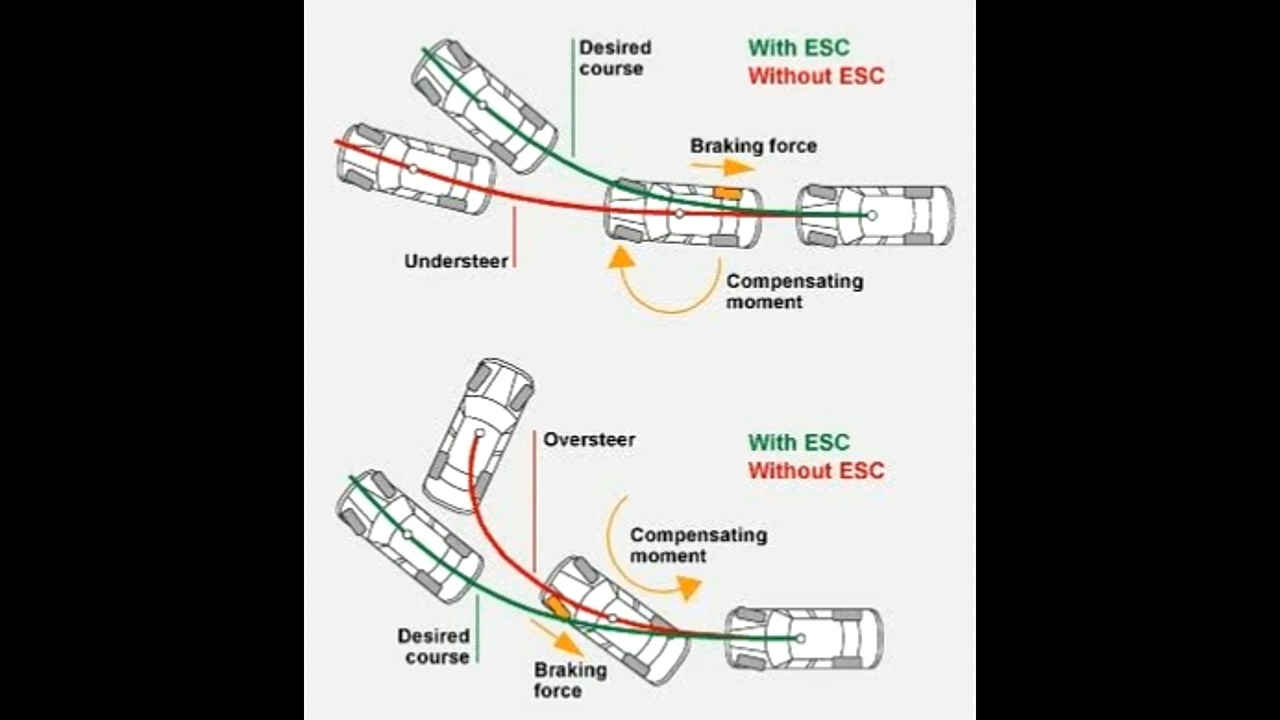 Desired
course
With ESC
Without ESC
Braking force
Understeer
Compensating
moment
Oversteer
With ESC
Without ESC
Compensating
moment
Desired
course
Braking
force